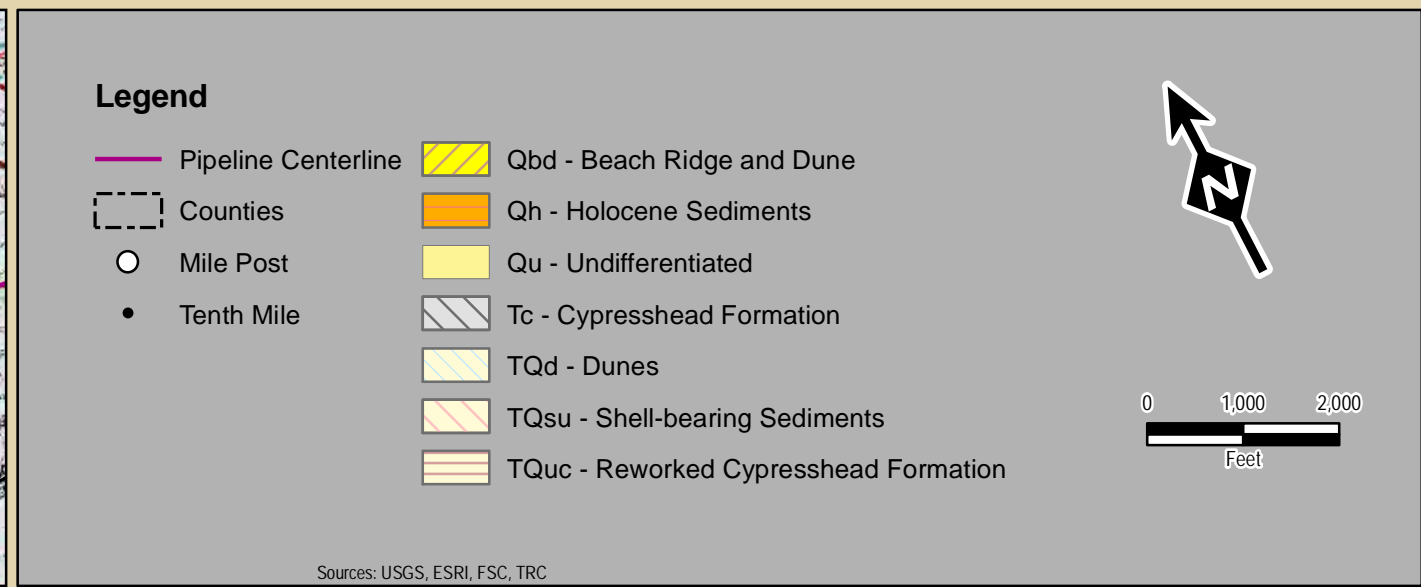 Legend
Pipeline Centerline
Counties
Mile Post
Tenth Mile
Qbd - Beach Ridge and Dune
Qh - Holocene Sediments
Qu - Undifferentiated
Tc - Cypresshead Formation
TQd - Dunes
TQsu - Shell-bearing Sediments
TQuc - Reworked Cypresshead Formation
N
0 1,000 2,000
Feet
Sources: USGS, ESRI, FSC, TRC